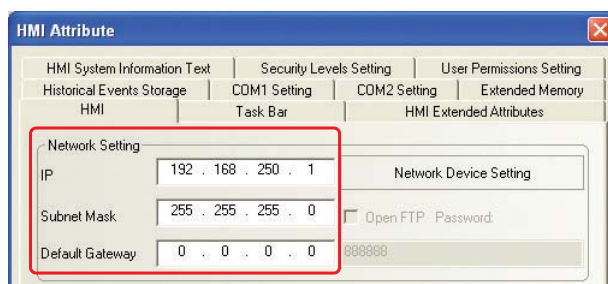 HMI Attribute
HMI System Information Text Security Levels Setting User Permissions Setting
Historical Events Storage COM1 Setting COM2 Setting Extended Memory
HMI Task Bar HMI Extended Attributes
Network Setting
IP 192 . 168 . 250 . 1 Network Device Setting
Subnet Mask 255 . 255 . 255 . 0 Open FTP Password:
Default Gateway 0 . 0 . 0 . 0 888888